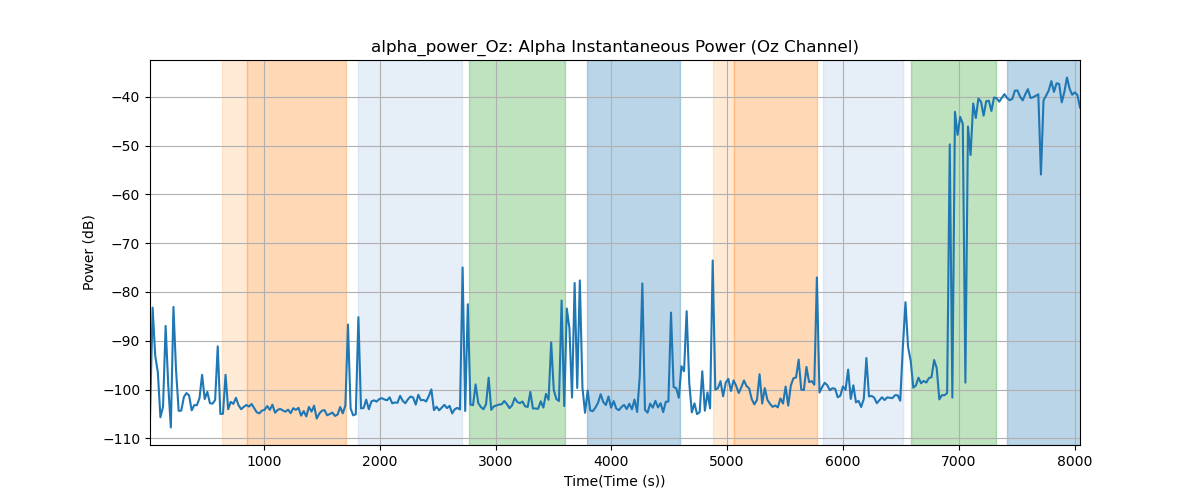 alpha_power_Oz: Alpha Instantaneous Power (Oz Channel)
Power (dB)
−40
−50
−60
−70
−80
−90
−100
−110
1000 2000 3000 4000 5000 6000 7000 8000
Time(Time (s))